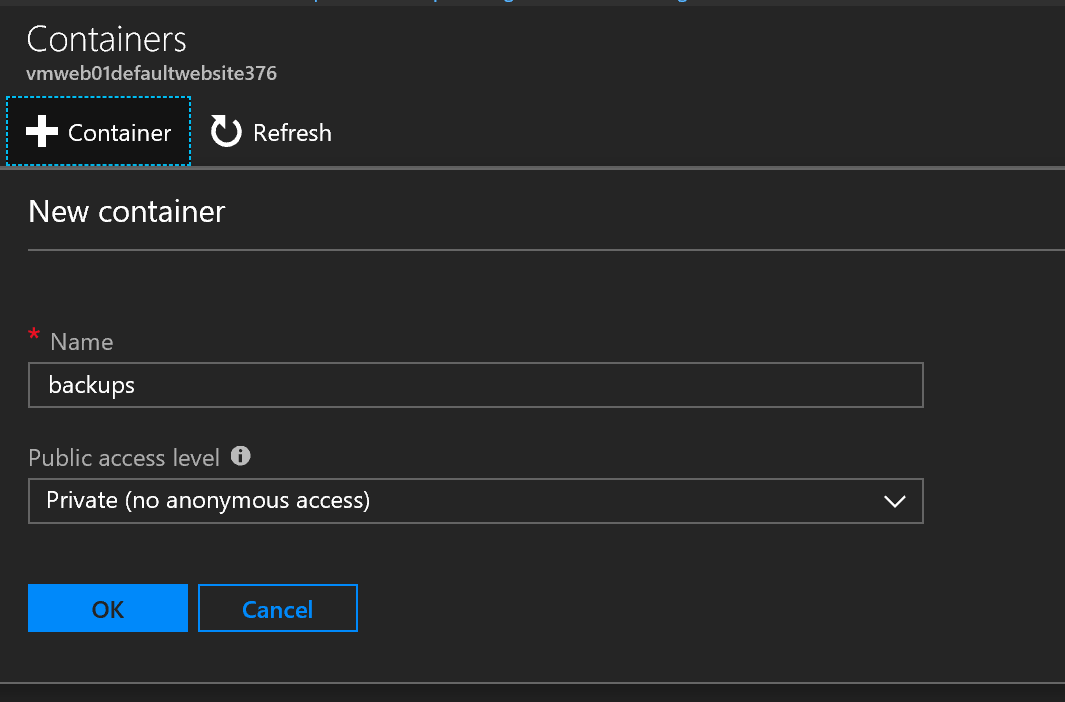 Containers
vmweb01defaultwebsite376
Container Refresh
New container
* Name
backups
Public access level
Private (no anonymous access)
OK Cancel